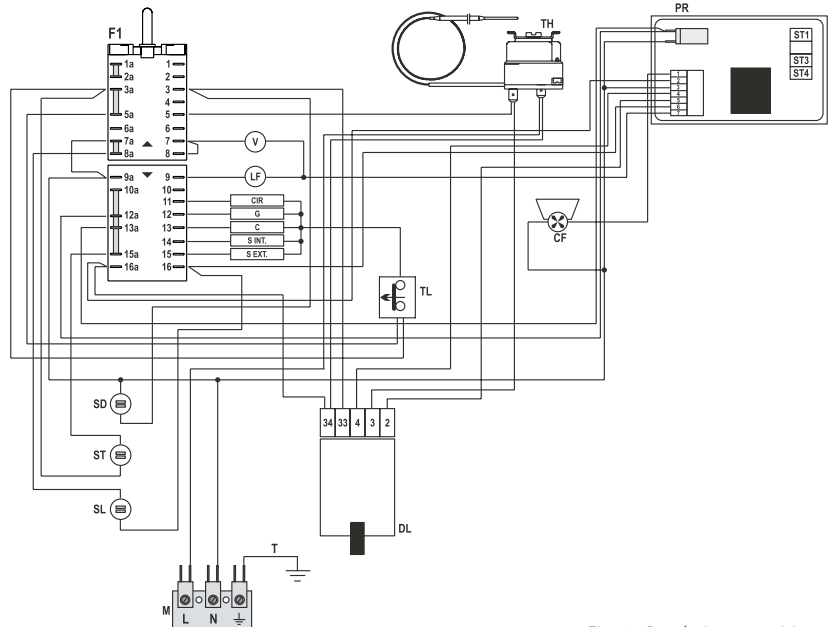 PR
F1
TH
1a 1
2a 2
3a 3
4
5a 5
6a 6
7a 7
8a 8
9a 9
10a 10
11
12a 12
13a 13
14
15a 15
16a 16
V
LF
CIR
G
C
S INT.
S EXT.
ST1
ST3
ST4
1
2
3
4
5
6
7
CF
TL
SD
ST
SL
34 33 4 3 2
DL
T
M
L N